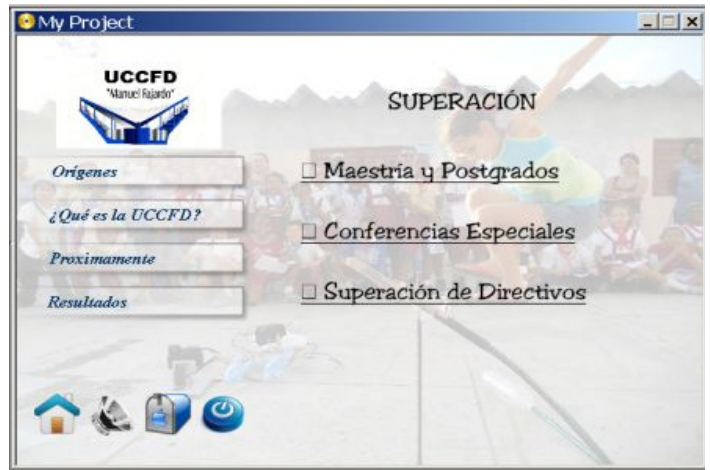 My Project
UCCFD
"Manuel Fajardo"
Orígenes
¿Qué es la UCCFD?
Proximamente
Resultados
SUPERACIÓN
Maestría y Postgrados
Conferencias Especiales
Superación de Directivos